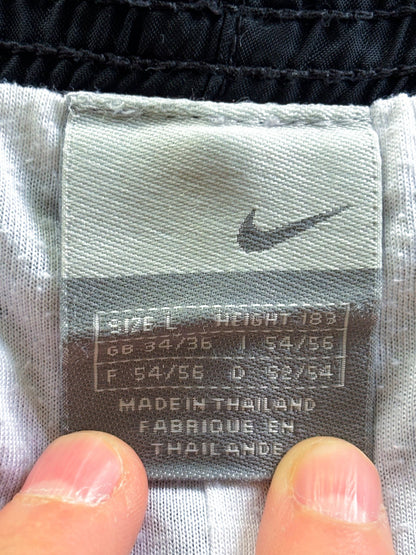 SIZE L HEIGHT 183
GB 34/36 I 54/56
F 54/56 D 52/54
MADE IN THAILAND
FABRIQUE EN
THAILANDE